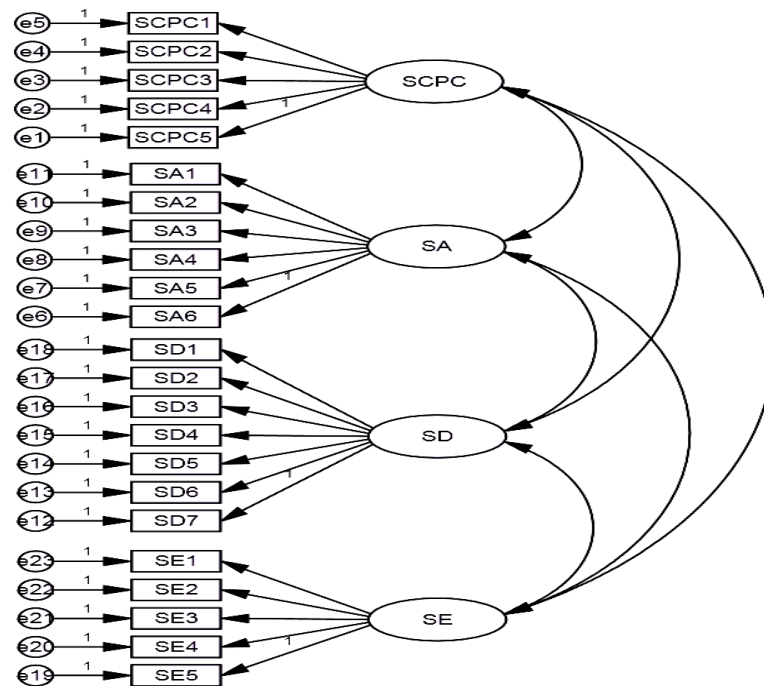 e5 1 SCPC1
e4 1 SCPC2
e3 1 SCPC3
SCPC
e2 1 SCPC4
1
e1 1 SCPC5
e11 1 SA1
e10 1 SA2
e9 1 SA3
SA
e8 1 SA4
e7 1 SA5
1
e6 1 SA6
e18 1 SD1
e17 1 SD2
e16 1 SD3
e15 1 SD4
SD
e14 1 SD5
e13 1 SD6
1
e12 1 SD7
e23 1 SE1
e22 1 SE2
e21 1 SE3
SE
e20 1 SE4
1
e19 1 SE5